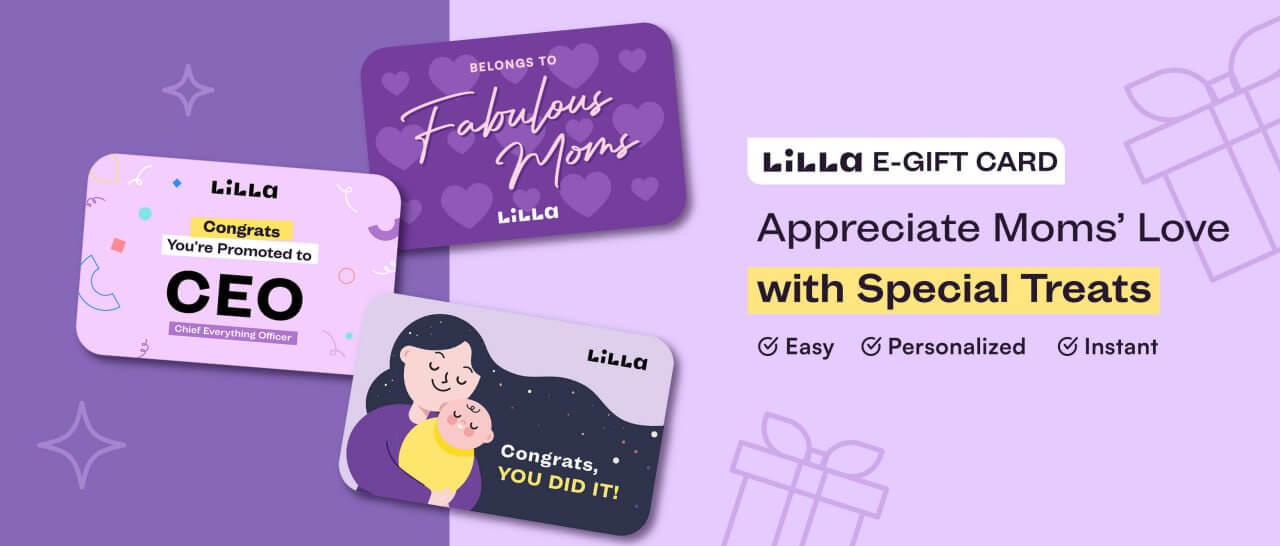 BELONGS TO
Fabulous
Moms
LiLLa
LiLLa
Congrats
You're Promoted to
CEO
Chief Everything Officer
LiLLa
Congrats,
YOU DID IT!
LiLLa E-GIFT CARD
Appreciate Moms’ Love
with Special Treats
Easy Personalized Instant